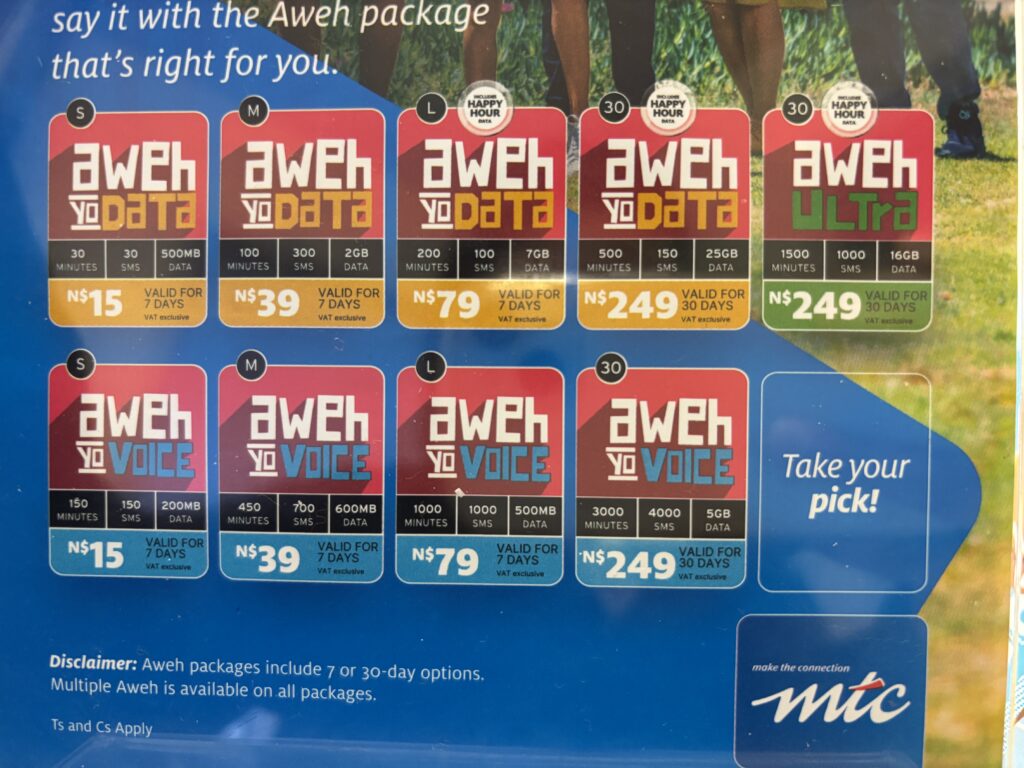 say it with the Aweh package
that's right for you.
S
aweh
yo DATA
30 MINUTES 30 SMS 500MB DATA
N$15 VALID FOR 7 DAYS
VAT exclusive
M
aweh
yo DATA
100 MINUTES 300 SMS 2GB DATA
N$39 VALID FOR 7 DAYS
VAT exclusive
L
INCLUDES
HAPPY
HOUR
DATA
aweh
yo DATA
200 MINUTES 100 SMS 7GB DATA
N$79 VALID FOR 7 DAYS
VAT exclusive
30
INCLUDES
HAPPY
HOUR
DATA
aweh
yo DATA
500 MINUTES 150 SMS 25GB DATA
N$249 VALID FOR 30 DAYS
VAT exclusive
30
INCLUDES
HAPPY
HOUR
DATA
aweh
ULTra
1500 MINUTES 1000 SMS 16GB DATA
N$249 VALID FOR 30 DAYS
VAT exclusive
S
aweh
yo VOICE
150 MINUTES 150 SMS 200MB DATA
N$15 VALID FOR 7 DAYS
VAT exclusive
M
aweh
yo VOICE
450 MINUTES 700 SMS 600MB DATA
N$39 VALID FOR 7 DAYS
VAT exclusive
L
aweh
yo VOICE
1000 MINUTES 1000 SMS 500MB DATA
N$79 VALID FOR 7 DAYS
VAT exclusive
30
aweh
yo VOICE
3000 MINUTES 4000 SMS 5GB DATA
N$249 VALID FOR 30 DAYS
VAT exclusive
Take your
pick!
Disclaimer: Aweh packages include 7 or 30-day options.
Multiple Aweh is available on all packages.
Ts and Cs Apply
make the connection
mtc